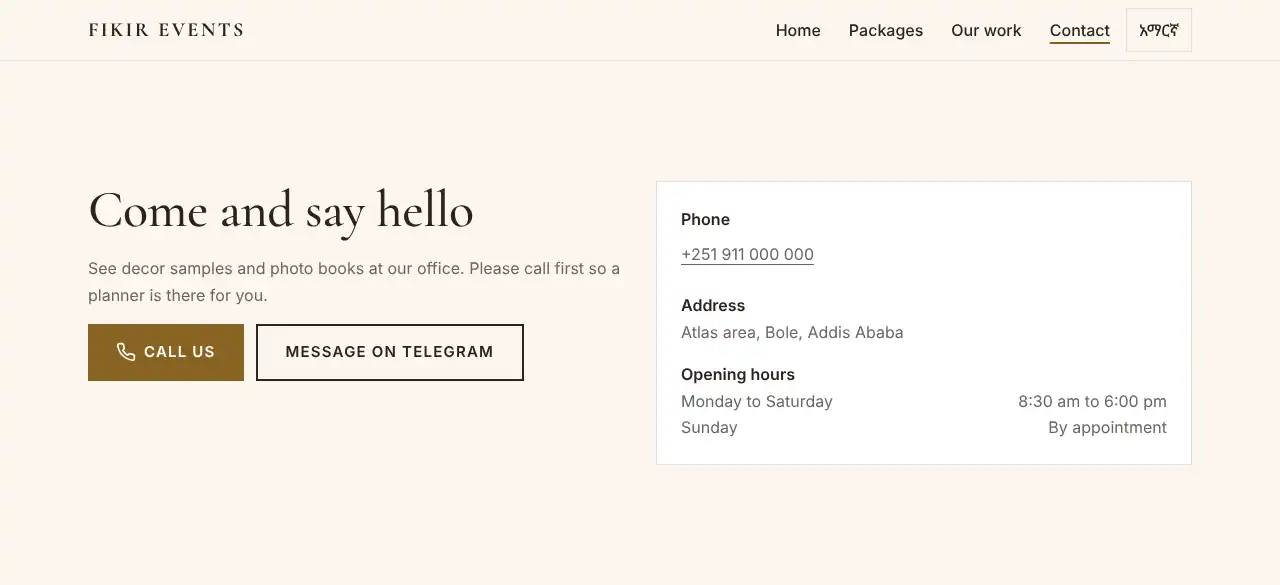 FIKIR EVENTS
Home
Packages
Our work
Contact
አማርኛ
Come and say hello
See decor samples and photo books at our office. Please call first so a
planner is there for you.
CALL US
MESSAGE ON TELEGRAM
Phone
+251 911 000 000
Address
Atlas area, Bole, Addis Ababa
Opening hours
Monday to Saturday 8:30 am to 6:00 pm
Sunday By appointment